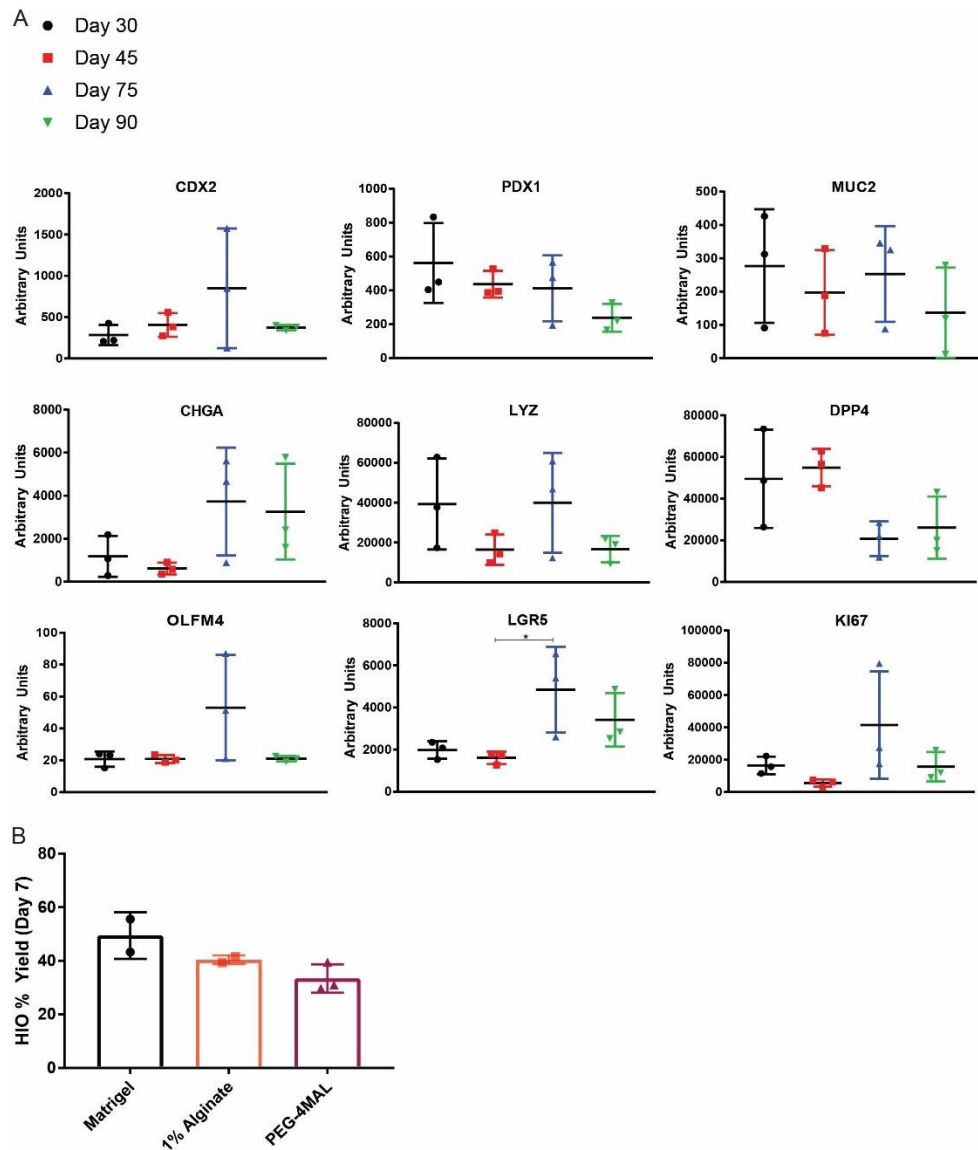 A
Day 30
Day 45
Day 75
Day 90
CDX2
Arbitrary Units
2000
1500
1000
500
0
PDX1
Arbitrary Units
1000
800
600
400
200
0
MUC2
Arbitrary Units
500
400
300
200
100
0
CHGA
Arbitrary Units
8000
6000
4000
2000
0
LYZ
Arbitrary Units
80000
60000
40000
20000
0
DPP4
Arbitrary Units
80000
60000
40000
20000
0
OLFM4
Arbitrary Units
100
80
60
40
20
0
LGR5
Arbitrary Units
8000
6000
4000
2000
0
*
KI67
Arbitrary Units
100000
80000
60000
40000
20000
0
B
HIO % Yield (Day 7)
80
60
40
20
0
Matrigel
1% Alginate
PEG-4MAL